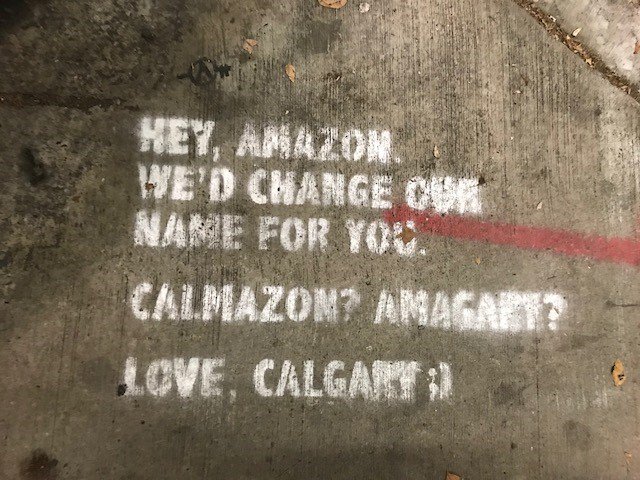 HEY, AMAZON.
WE'D CHANGE OUR
NAME FOR YOU.
CALMAZON? AMAGARY?
LOVE, CALGARY ;)